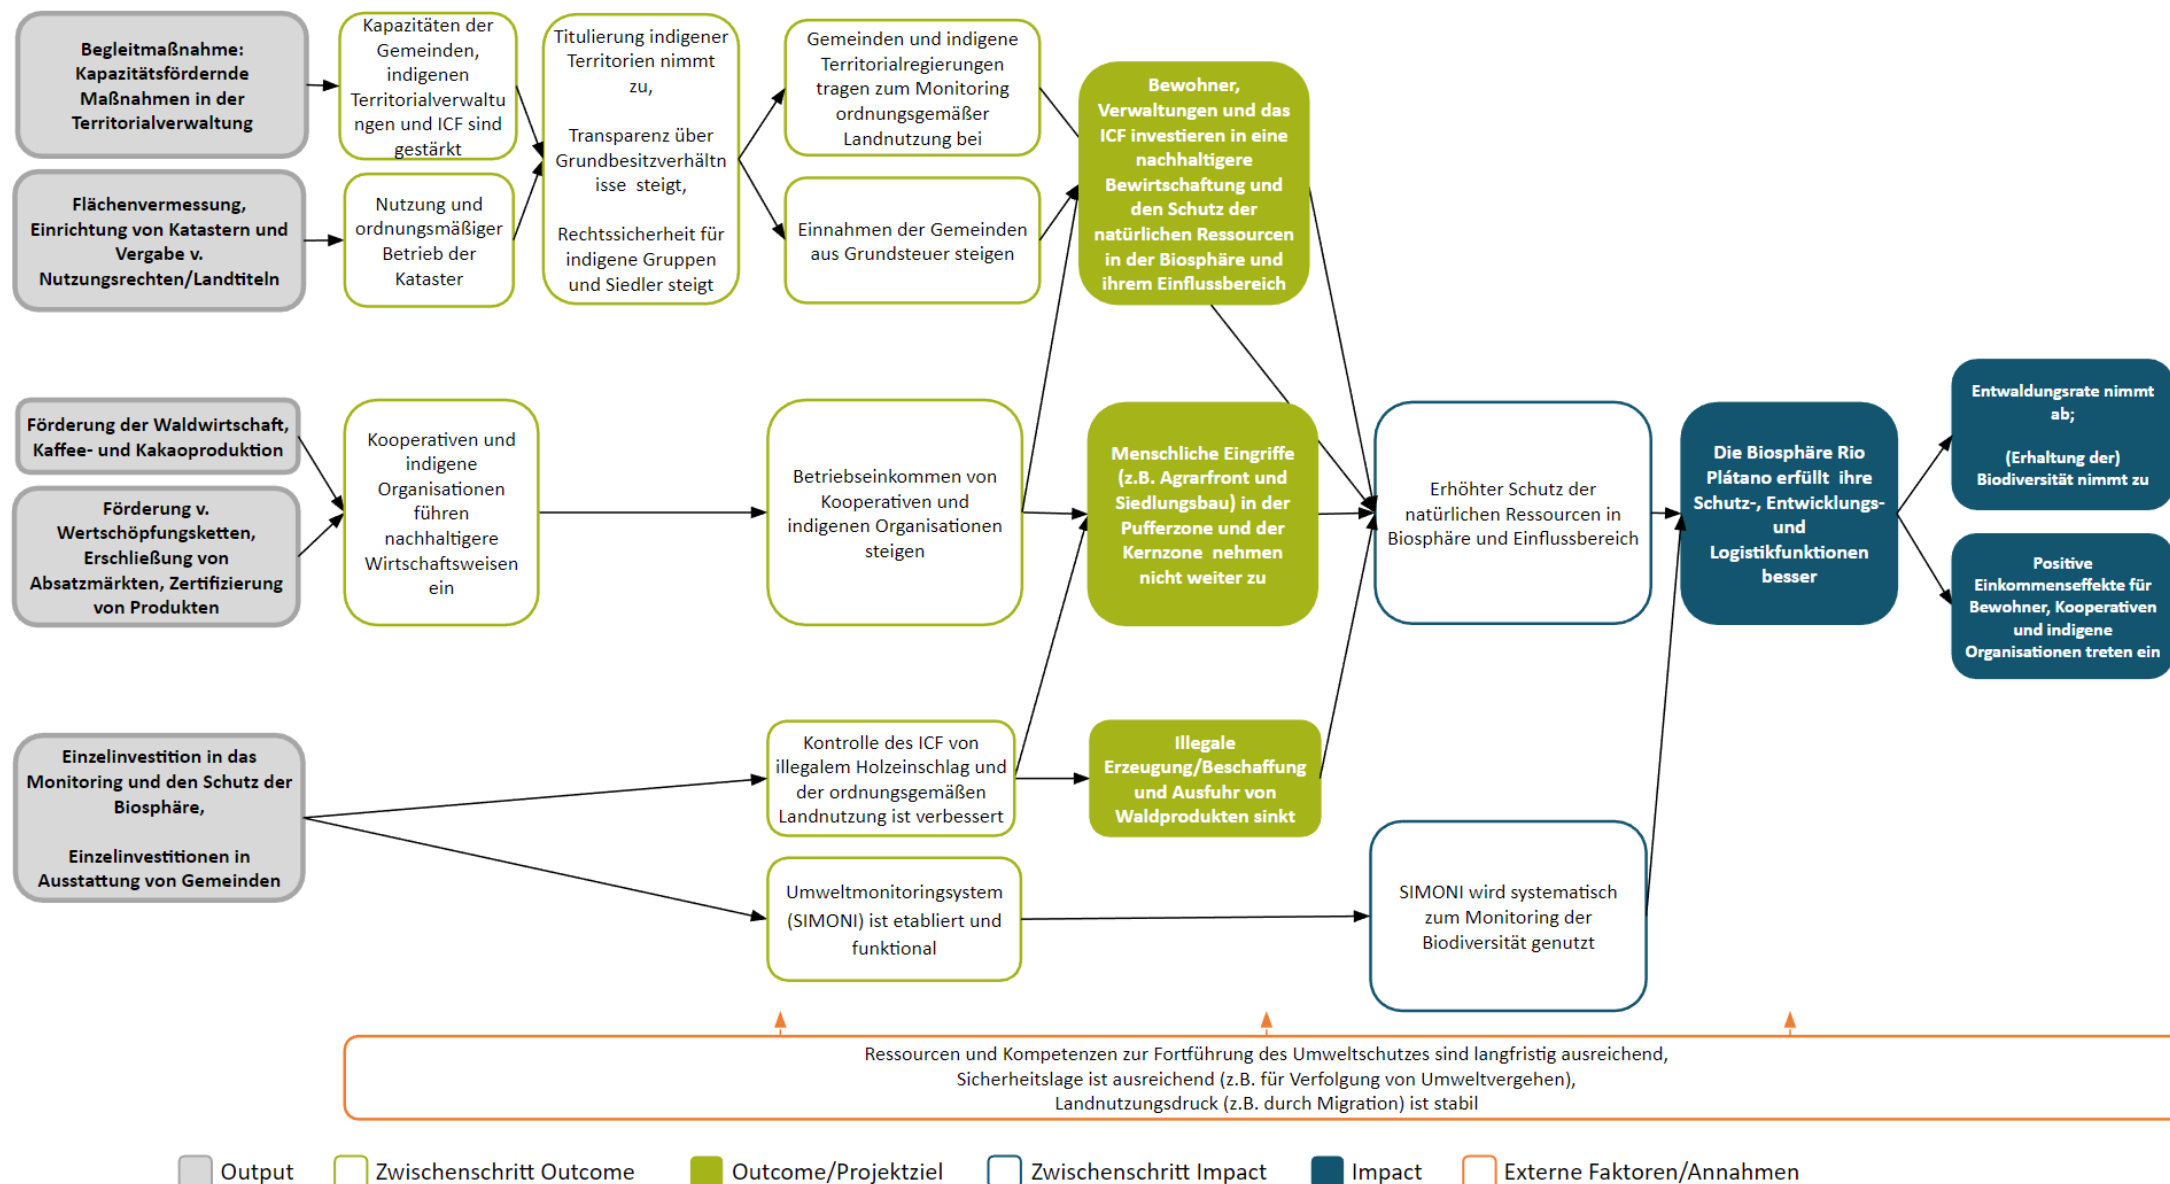 Begleitmaßnahme:
Kapazitätsfördernde
Maßnahmen in der
Territorialverwaltung
Kapazitäten der
Gemeinden,
indigenen
Territorialverwaltu
ngen und ICF sind
gestärkt
Titulierung indigener
Territorien nimmt
zu,
Transparenz über
Grundbesitzverhältn
isse steigt,
Rechtssicherheit für
indigene Gruppen
und Siedler steigt
Gemeinden und indigene
Territorialregierungen
tragen zum Monitoring
ordnungsgemäßer
Landnutzung bei
Bewohner,
Verwaltungen und das
ICF investieren in eine
nachhaltigere
Bewirtschaftung und
den Schutz der
natürlichen Ressourcen
in der Biosphäre und
ihrem Einflussbereich
Flächenvermessung,
Einrichtung von Katastern und
Vergabe v.
Nutzungsrechten/Landtiteln
Nutzung und
ordnungsmäßiger
Betrieb der
Kataster
Einnahmen der Gemeinden
aus Grundsteuer steigen
Förderung der Waldwirtschaft,
Kaffee- und Kakaoproduktion
Förderung v.
Wertschöpfungsketten,
Erschließung von
Absatzmärkten, Zertifizierung
von Produkten
Kooperativen und
indigene
Organisationen
führen
nachhaltigere
Wirtschaftsweisen
ein
Betriebseinkommen von
Kooperativen und
indigenen Organisationen
steigen
Menschliche Eingriffe
(z.B. Agrarfront und
Siedlungsbau) in der
Pufferzone und der
Kernzone nehmen
nicht weiter zu
Erhöhter Schutz der
natürlichen Ressourcen in
Biosphäre und Einflussbereich
Die Biosphäre Rio
Plátano erfüllt ihre
Schutz-, Entwicklungs-
und
Logistikfunktionen
besser
Entwaldungsrate nimmt
ab;
(Erhaltung der)
Biodiversität nimmt zu
Positive
Einkommenseffekte für
Bewohner, Kooperativen
und indigene
Organisationen treten ein
Einzelinvestition in das
Monitoring und den Schutz der
Biosphäre,
Einzelinvestitionen in
Ausstattung von Gemeinden
Kontrolle des ICF von
illegalem Holzeinschlag und
der ordnungsgemäßen
Landnutzung ist verbessert
Illegale
Erzeugung/Beschaffung
und Ausfuhr von
Waldprodukten sinkt
Umweltmonitoringsystem
(SIMONI) ist etabliert und
funktional
SIMONI wird systematisch
zum Monitoring der
Biodiversität genutzt
Ressourcen und Kompetenzen zur Fortführung des Umweltschutzes sind langfristig ausreichend,
Sicherheitslage ist ausreichend (z.B. für Verfolgung von Umweltvergehen),
Landnutzungsdruck (z.B. durch Migration) ist stabil
Output
Zwischenschritt Outcome
Outcome/Projektziel
Zwischenschritt Impact
Impact
Externe Faktoren/Annahmen